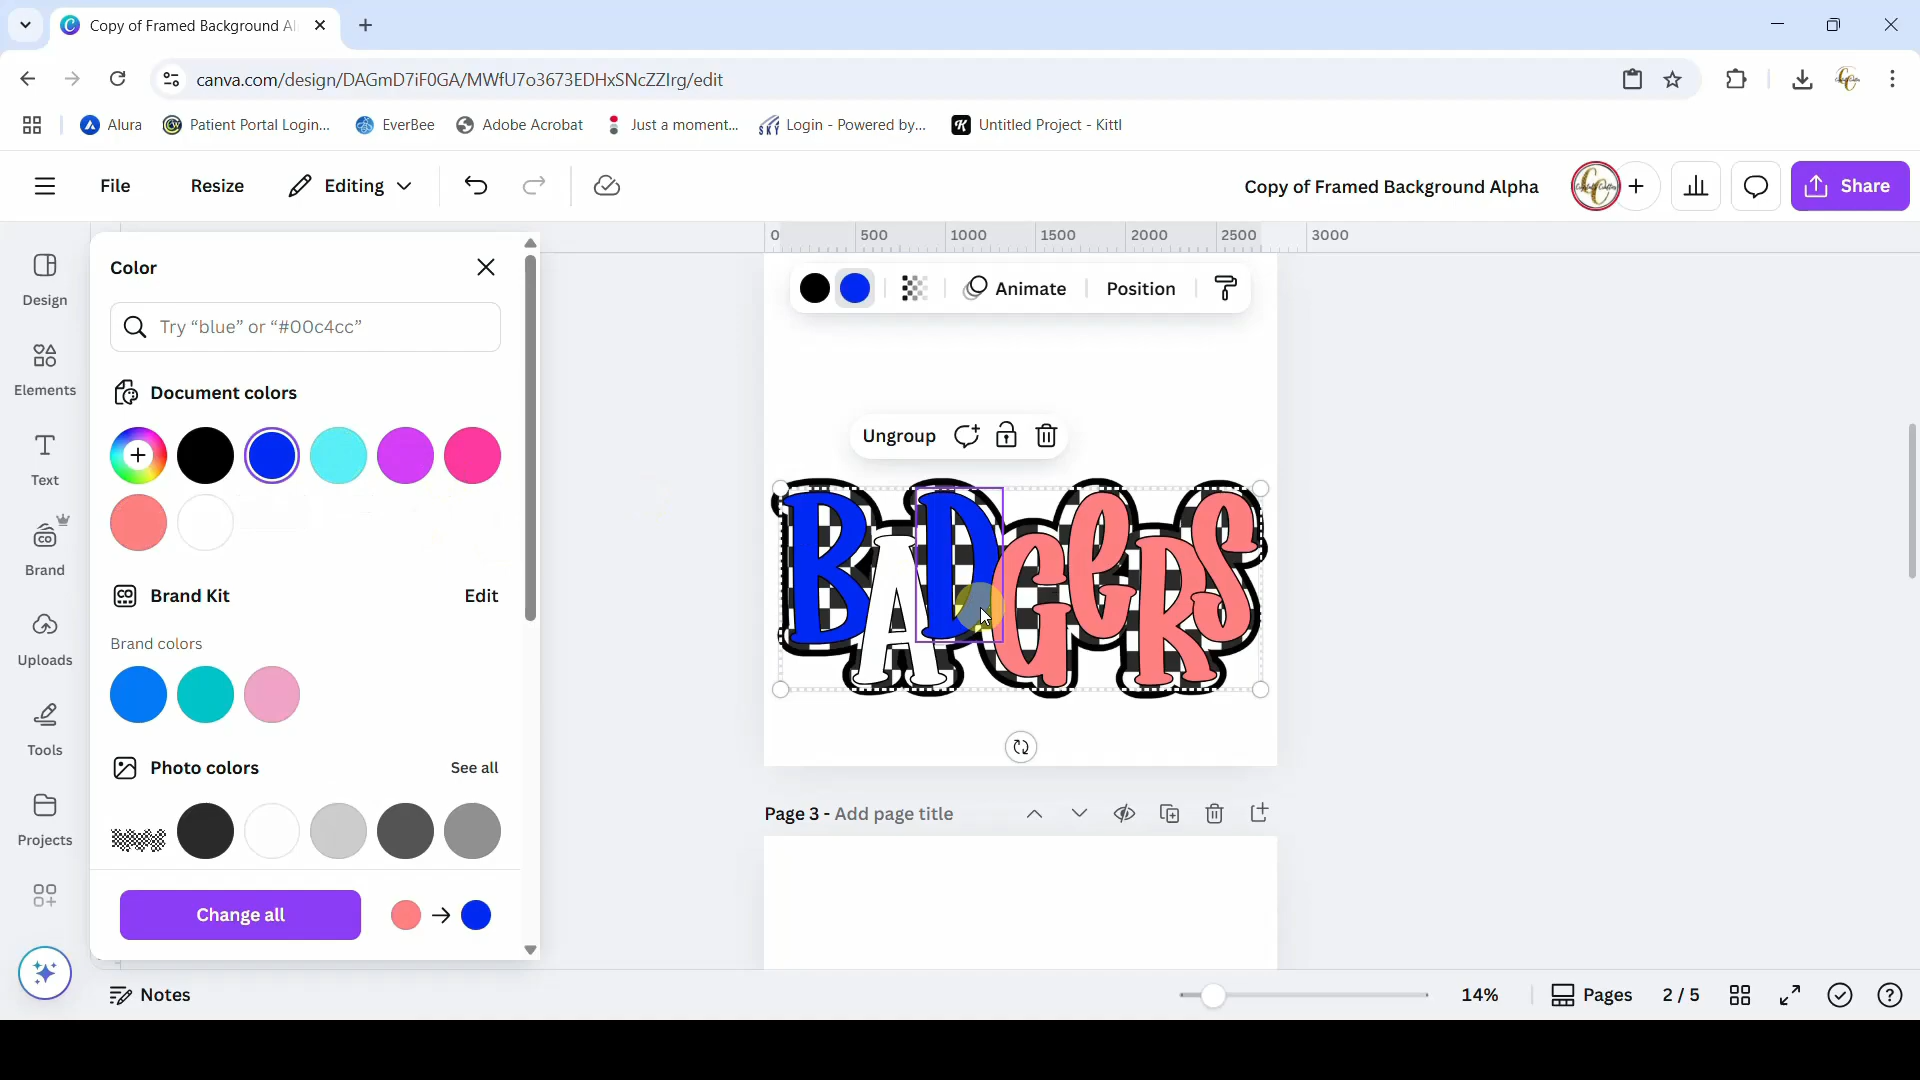 Copy of Framed Background Al
canva.com/design/DAGmD7iF0GA/MWfU7o3673EDHxSNcZZIrg/edit
Alura
Patient Portal Login...
EverBee
Adobe Acrobat
Just a moment...
Login - Powered by...
Untitled Project - Kittl
File
Resize
Editing
Copy of Framed Background Alpha
Share
0
500
1000
1500
2000
2500
3000
Design
Elements
Text
Brand
Uploads
Tools
Projects
Color
Try “blue” or “#00c4cc”
Document colors
Brand Kit
Edit
Brand colors
Photo colors
See all
Change all
Animate
Position
Ungroup
BADGERS
Page 3 - Add page title
Notes
14%
Pages
2 / 5